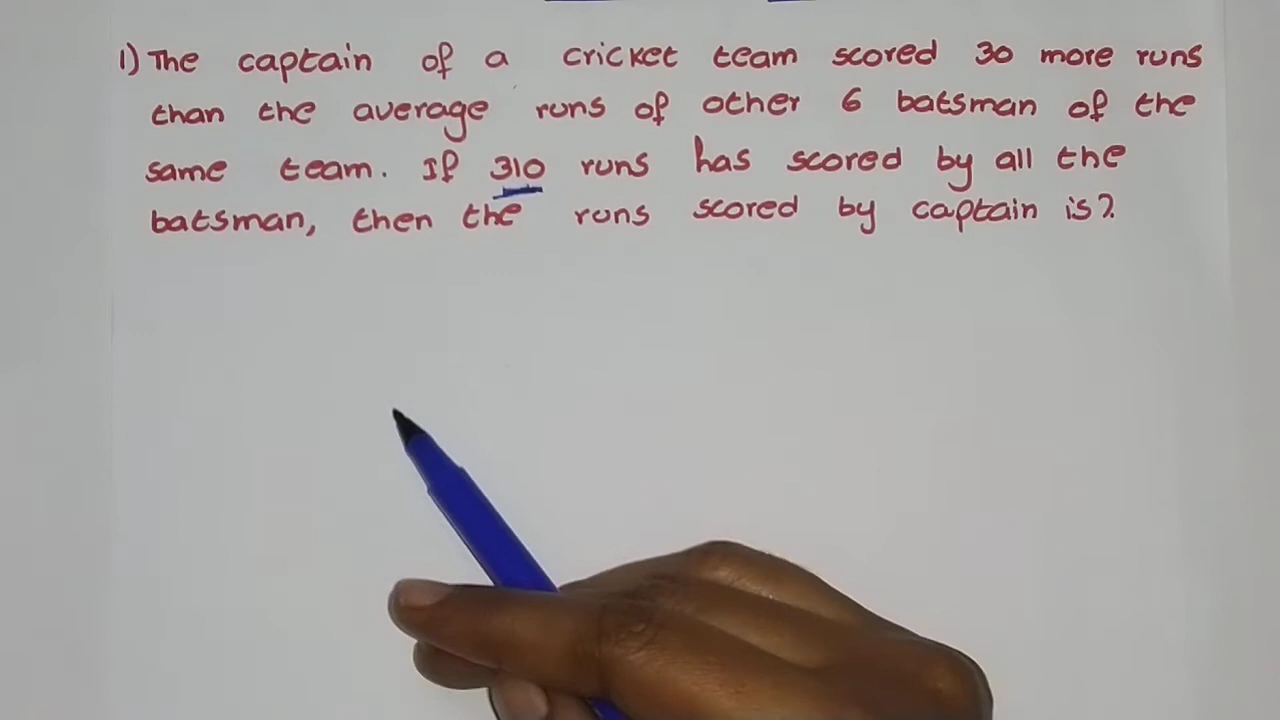 1) The captain of a cricket team scored 30 more runs
than the average runs of other 6 batsman of the
same team. If 310 runs has scored by all the
batsman, then the runs scored by captain is?